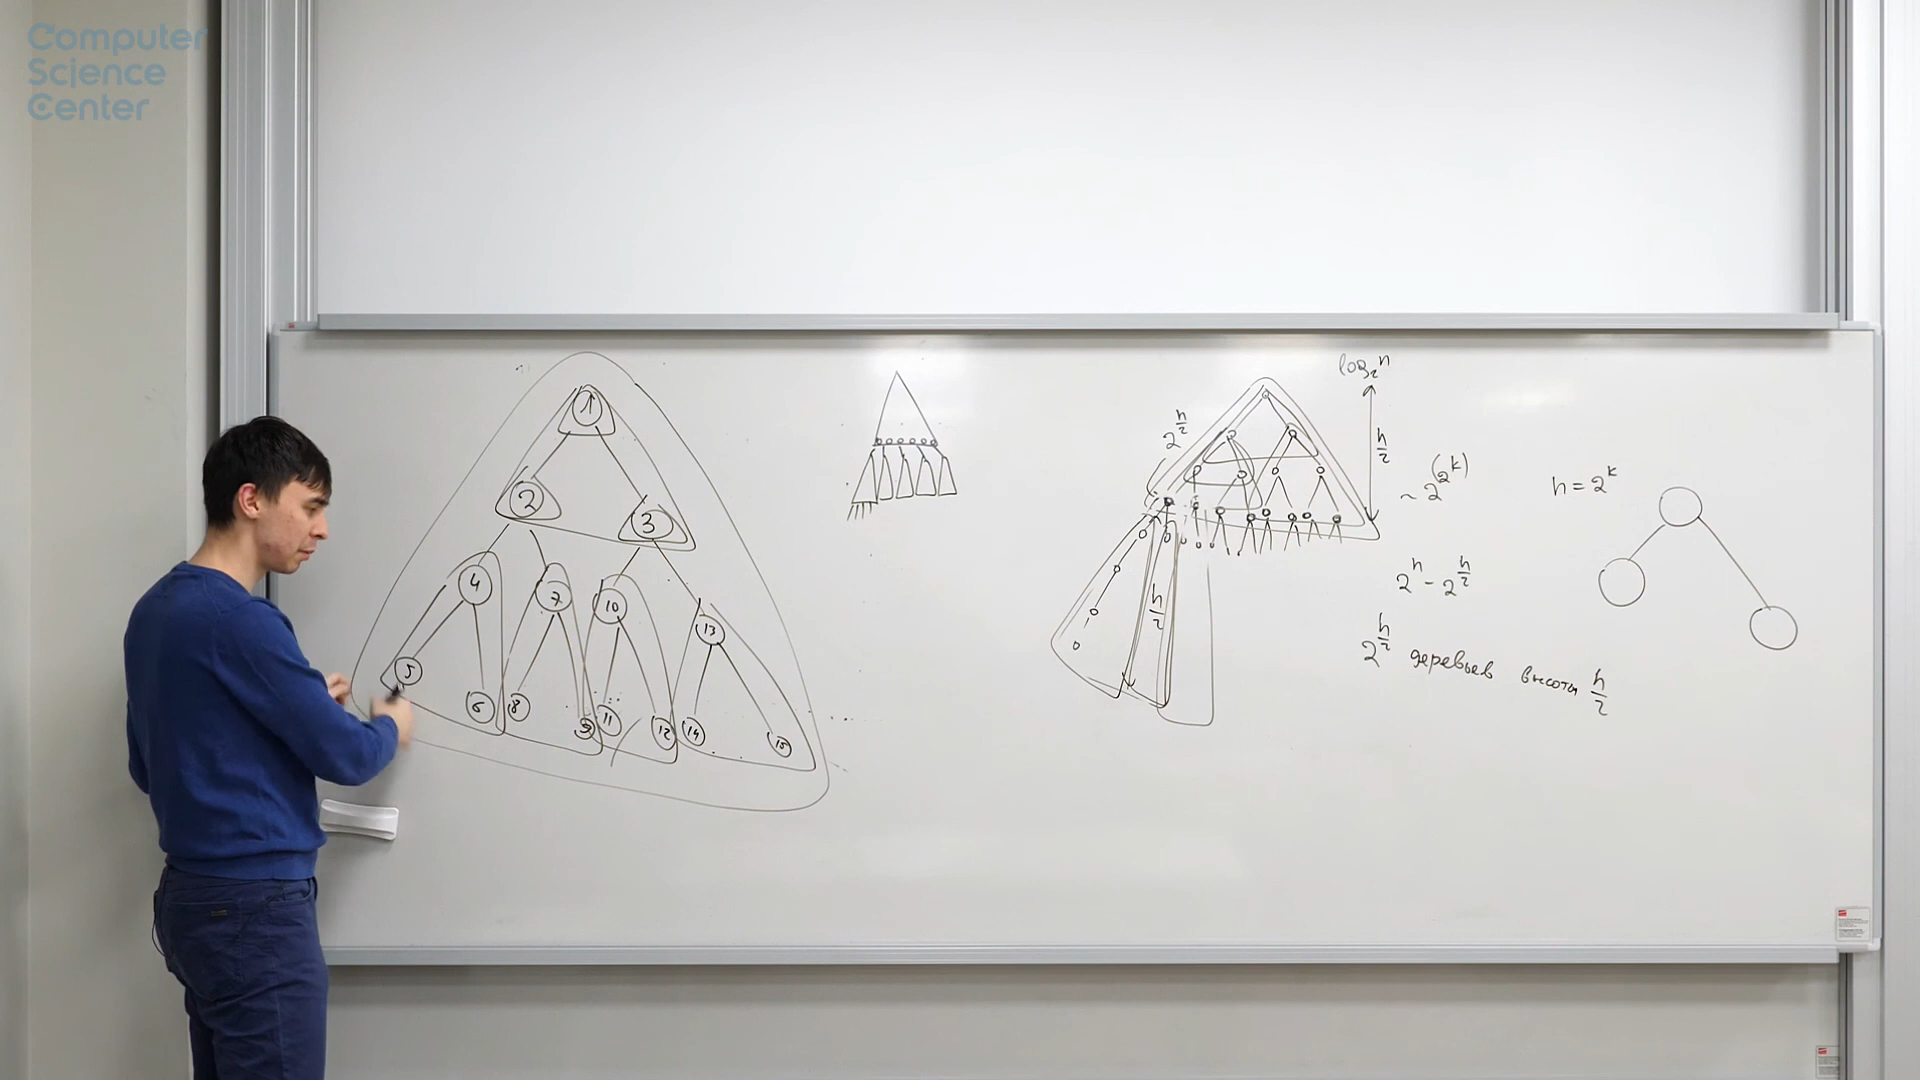 Computer
Science
Center
1
2
3
4
7
10
13
5
6
8
9
11
12
14
15
log₂ n
2^(h/2)
h/2
~ 2^(2^k)
h = 2^k
2^h - 2^(h/2)
h/2
2^(h/2) деревьев высоты h/2